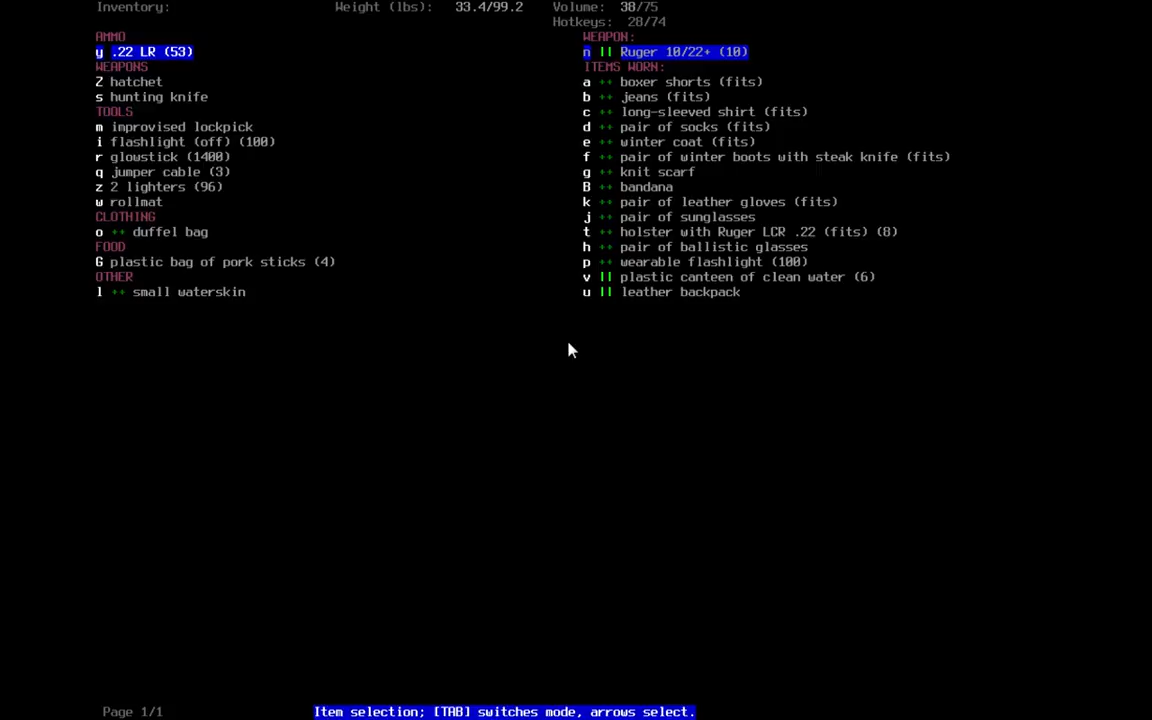 Inventory: Weight (lbs): 33.4/99.2 Volume: 38/75
Hotkeys: 28/74
AMMO
y .22 LR (53)
WEAPONS
Z hatchet
s hunting knife
TOOLS
m improvised lockpick
i flashlight (off) (100)
r glowstick (1400)
q jumper cable (3)
z 2 lighters (96)
w rollmat
CLOTHING
o ++ duffel bag
FOOD
G plastic bag of pork sticks (4)
OTHER
l ++ small waterskin
WEAPON:
n || Ruger 10/22+ (10)
ITEMS WORN:
a ++ boxer shorts (fits)
b ++ jeans (fits)
c ++ long-sleeved shirt (fits)
d ++ pair of socks (fits)
e ++ winter coat (fits)
f ++ pair of winter boots with steak knife (fits)
g ++ knit scarf
B ++ bandana
k ++ pair of leather gloves (fits)
j ++ pair of sunglasses
t ++ holster with Ruger LCR .22 (fits) (8)
h ++ pair of ballistic glasses
p ++ wearable flashlight (100)
v || plastic canteen of clean water (6)
u || leather backpack
Page 1/1 Item selection; [TAB] switches mode, arrows select.